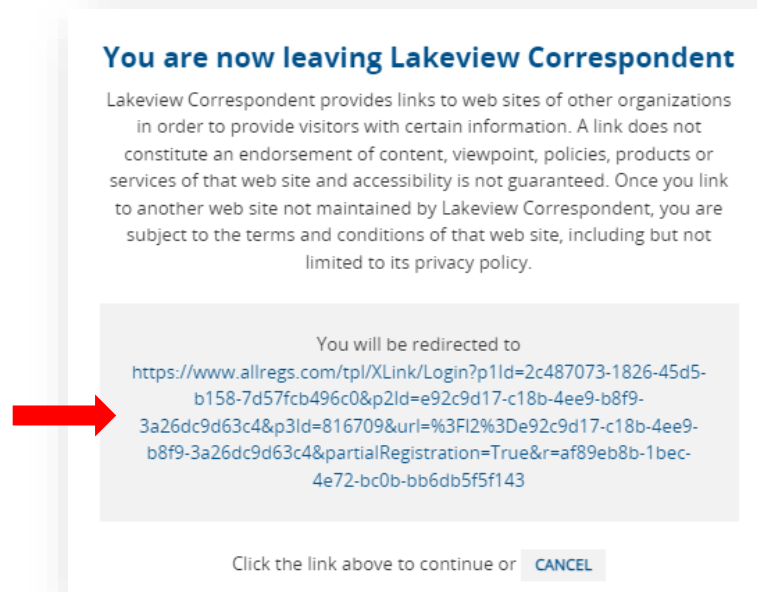 You are now leaving Lakeview Correspondent
Lakeview Correspondent provides links to web sites of other organizations
in order to provide visitors with certain information. A link does not
constitute an endorsement of content, viewpoint, policies, products or
services of that web site and accessibility is not guaranteed. Once you link
to another web site not maintained by Lakeview Correspondent, you are
subject to the terms and conditions of that web site, including but not
limited to its privacy policy.
You will be redirected to
https://www.allregs.com/tpl/XLink/Login?p1Id=2c487073-1826-45d5-
b158-7d57fcb496c0&p2Id=e92c9d17-c18b-4ee9-b8f9-
3a26dc9d63c4&p3Id=816709&url=%3Fl2%3De92c9d17-c18b-4ee9-
b8f9-3a26dc9d63c4&partialRegistration=True&r=af89eb8b-1bec-
4e72-bc0b-bb6db5f5f143
Click the link above to continue or CANCEL